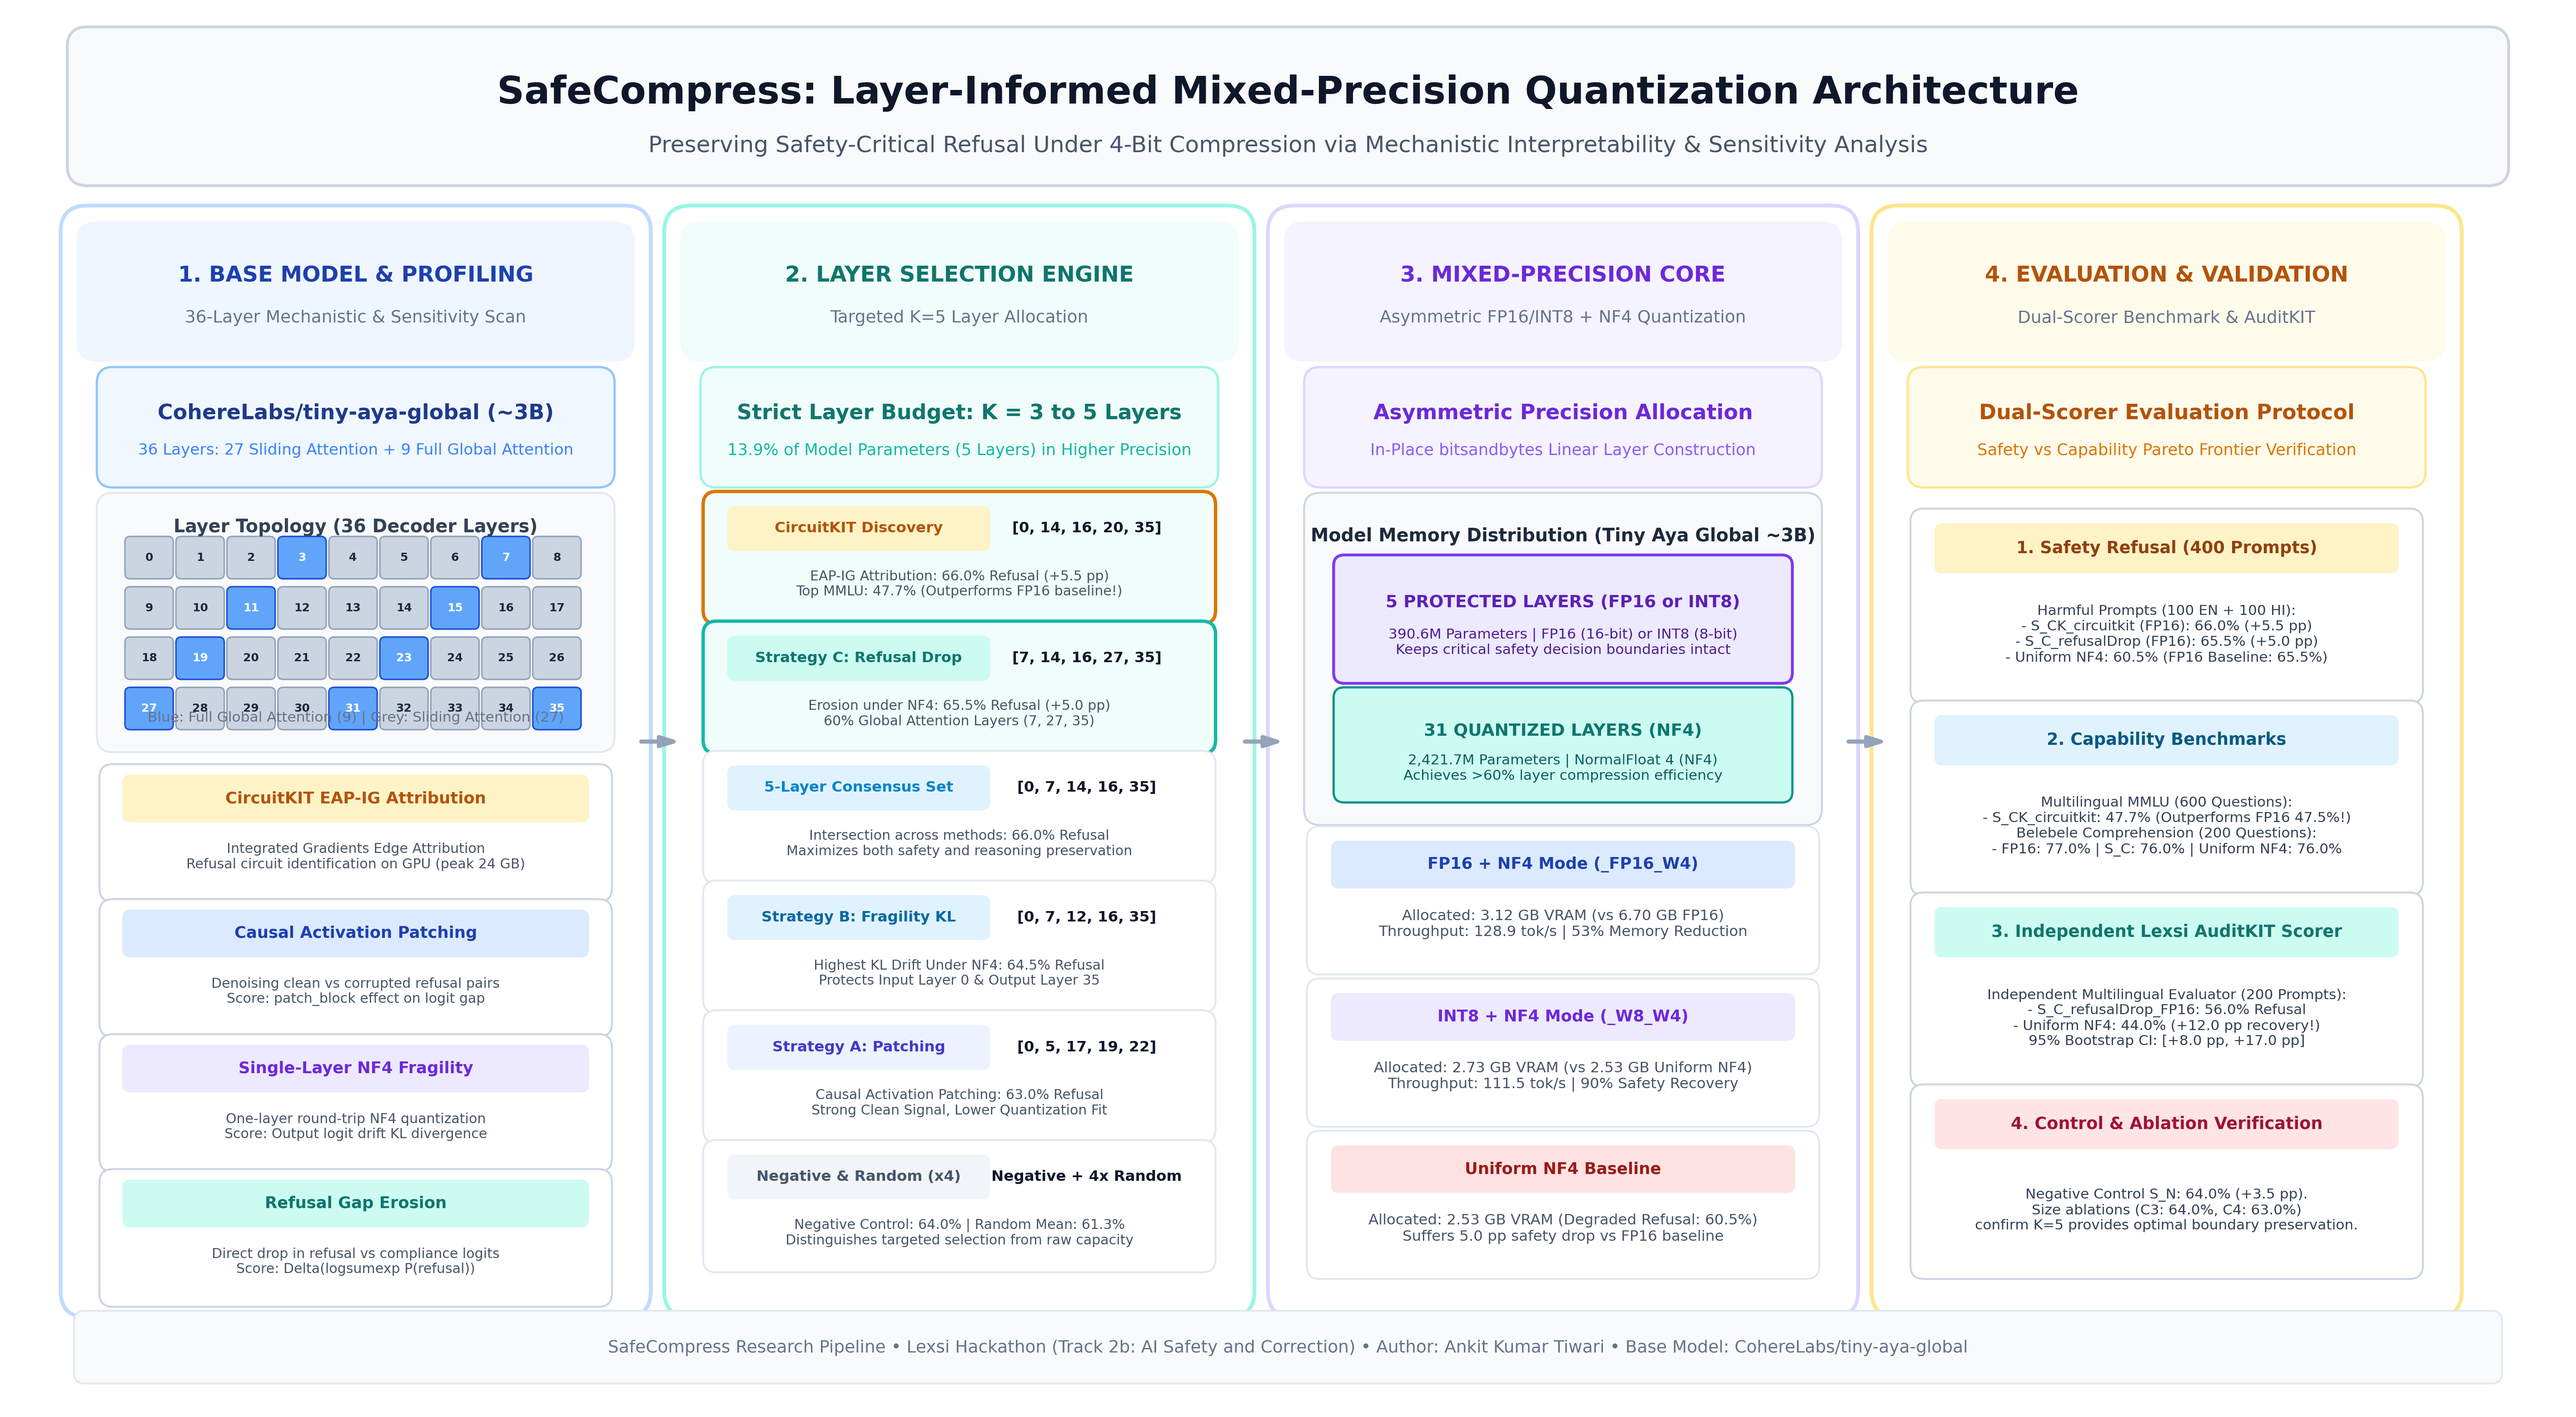 SafeCompress: Layer-Informed Mixed-Precision Quantization Architecture
Preserving Safety-Critical Refusal Under 4-Bit Compression via Mechanistic Interpretability & Sensitivity Analysis
1. BASE MODEL & PROFILING
36-Layer Mechanistic & Sensitivity Scan
CohereLabs/tiny-aya-global (~3B)
36 Layers: 27 Sliding Attention + 9 Full Global Attention
Layer Topology (36 Decoder Layers)
0 1 2 3 4 5 6 7 8
9 10 11 12 13 14 15 16 17
18 19 20 21 22 23 24 25 26
27 28 29 30 31 32 33 34 35
Blue: Full Global Attention (9) | Grey: Sliding Attention (27)
CircuitKIT EAP-IG Attribution
Integrated Gradients Edge Attribution
Refusal circuit identification on GPU (peak 24 GB)
Causal Activation Patching
Denoising clean vs corrupted refusal pairs
Score: patch_block effect on logit gap
Single-Layer NF4 Fragility
One-layer round-trip NF4 quantization
Score: Output logit drift KL divergence
Refusal Gap Erosion
Direct drop in refusal vs compliance logits
Score: Delta(logsumexp P(refusal))
2. LAYER SELECTION ENGINE
Targeted K=5 Layer Allocation
Strict Layer Budget: K = 3 to 5 Layers
13.9% of Model Parameters (5 Layers) in Higher Precision
CircuitKIT Discovery [0, 14, 16, 20, 35]
EAP-IG Attribution: 66.0% Refusal (+5.5 pp)
Top MMLU: 47.7% (Outperforms FP16 baseline!)
Strategy C: Refusal Drop [7, 14, 16, 27, 35]
Erosion under NF4: 65.5% Refusal (+5.0 pp)
60% Global Attention Layers (7, 27, 35)
5-Layer Consensus Set [0, 7, 14, 16, 35]
Intersection across methods: 66.0% Refusal
Maximizes both safety and reasoning preservation
Strategy B: Fragility KL [0, 7, 12, 16, 35]
Highest KL Drift Under NF4: 64.5% Refusal
Protects Input Layer 0 & Output Layer 35
Strategy A: Patching [0, 5, 17, 19, 22]
Causal Activation Patching: 63.0% Refusal
Strong Clean Signal, Lower Quantization Fit
Negative & Random (x4) Negative + 4x Random
Negative Control: 64.0% | Random Mean: 61.3%
Distinguishes targeted selection from raw capacity
3. MIXED-PRECISION CORE
Asymmetric FP16/INT8 + NF4 Quantization
Asymmetric Precision Allocation
In-Place bitsandbytes Linear Layer Construction
Model Memory Distribution (Tiny Aya Global ~3B)
5 PROTECTED LAYERS (FP16 or INT8)
390.6M Parameters | FP16 (16-bit) or INT8 (8-bit)
Keeps critical safety decision boundaries intact
31 QUANTIZED LAYERS (NF4)
2,421.7M Parameters | NormalFloat 4 (NF4)
Achieves >60% layer compression efficiency
FP16 + NF4 Mode (_FP16_W4)
Allocated: 3.12 GB VRAM (vs 6.70 GB FP16)
Throughput: 128.9 tok/s | 53% Memory Reduction
INT8 + NF4 Mode (_W8_W4)
Allocated: 2.73 GB VRAM (vs 2.53 GB Uniform NF4)
Throughput: 111.5 tok/s | 90% Safety Recovery
Uniform NF4 Baseline
Allocated: 2.53 GB VRAM (Degraded Refusal: 60.5%)
Suffers 5.0 pp safety drop vs FP16 baseline
4. EVALUATION & VALIDATION
Dual-Scorer Benchmark & AuditKIT
Dual-Scorer Evaluation Protocol
Safety vs Capability Pareto Frontier Verification
1. Safety Refusal (400 Prompts)
Harmful Prompts (100 EN + 100 HI):
- S_CK_circuitkit (FP16): 66.0% (+5.5 pp)
- S_C_refusalDrop (FP16): 65.5% (+5.0 pp)
- Uniform NF4: 60.5% (FP16 Baseline: 65.5%)
2. Capability Benchmarks
Multilingual MMLU (600 Questions):
- S_CK_circuitkit: 47.7% (Outperforms FP16 47.5%!)
Belebele Comprehension (200 Questions):
- FP16: 77.0% | S_C: 76.0% | Uniform NF4: 76.0%
3. Independent Lexsi AuditKIT Scorer
Independent Multilingual Evaluator (200 Prompts):
- S_C_refusalDrop_FP16: 56.0% Refusal
- Uniform NF4: 44.0% (+12.0 pp recovery!)
95% Bootstrap CI: [+8.0 pp, +17.0 pp]
4. Control & Ablation Verification
Negative Control S_N: 64.0% (+3.5 pp).
Size ablations (C3: 64.0%, C4: 63.0%)
confirm K=5 provides optimal boundary preservation.
SafeCompress Research Pipeline • Lexsi Hackathon (Track 2b: AI Safety and Correction) • Author: Ankit Kumar Tiwari • Base Model: CohereLabs/tiny-aya-global